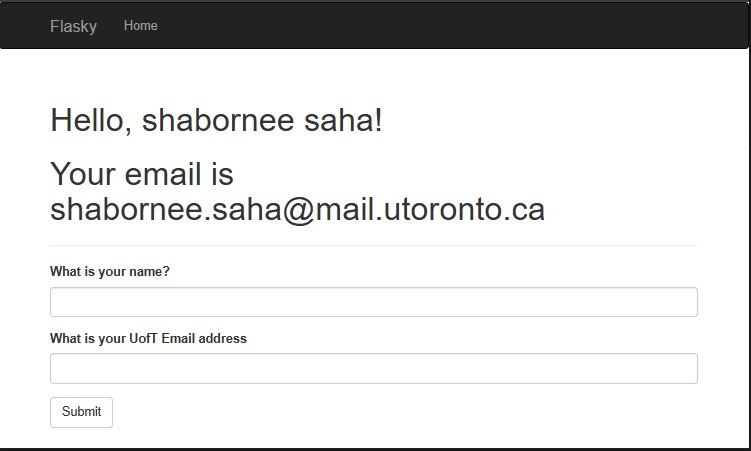 Flasky Home
Hello, shabornee saha!
Your email is
shabornee.saha@mail.utoronto.ca
What is your name?
What is your UofT Email address
Submit